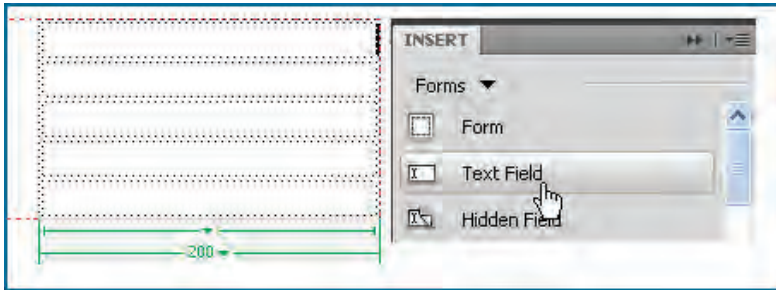 INSERT
Forms
Form
Text Field
Hidden Field
200